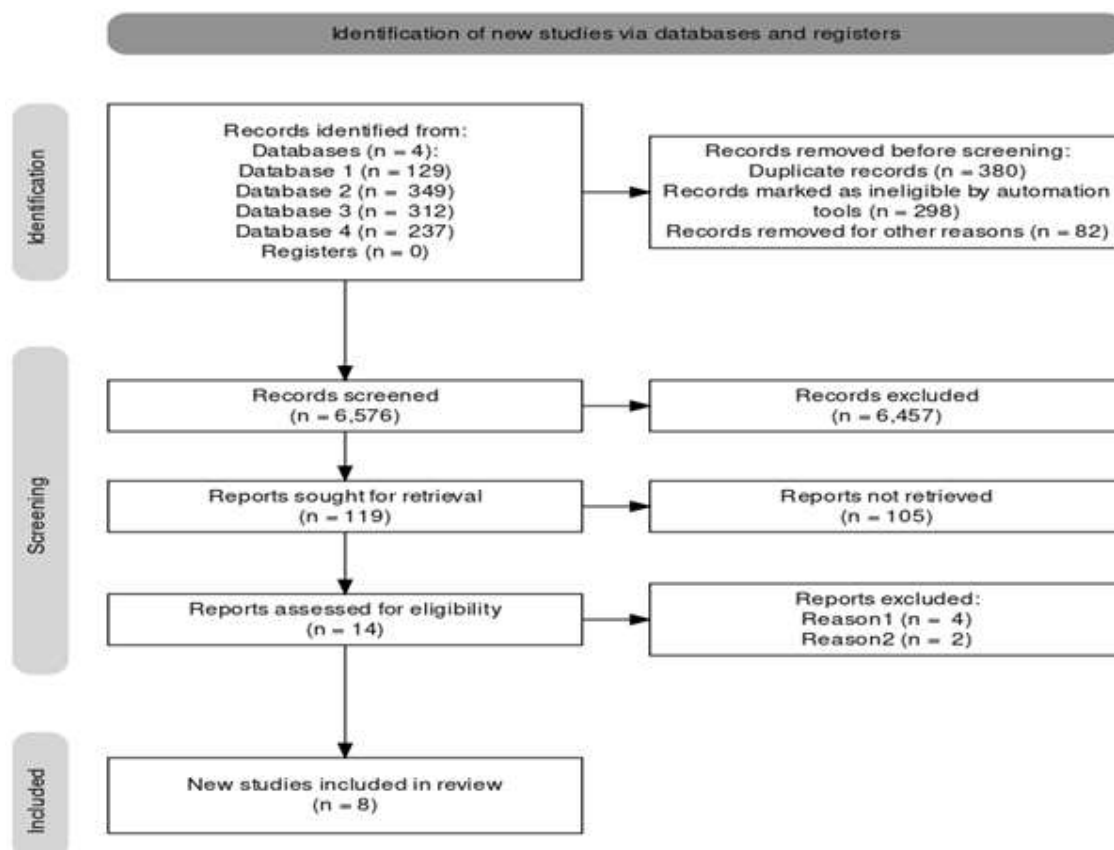 Identification of new studies via databases and registers
Identification
Records identified from:
Databases (n = 4):
Database 1 (n = 129)
Database 2 (n = 349)
Database 3 (n = 312)
Database 4 (n = 237)
Registers (n = 0)
Records removed before screening:
Duplicate records (n = 380)
Records marked as ineligible by automation
tools (n = 298)
Records removed for other reasons (n = 82)
Screening
Records screened
(n = 6,576)
Records excluded
(n = 6,457)
Reports sought for retrieval
(n = 119)
Reports not retrieved
(n = 105)
Reports assessed for eligibility
(n = 14)
Reports excluded:
Reason1 (n = 4)
Reason2 (n = 2)
Included
New studies included in review
(n = 8)